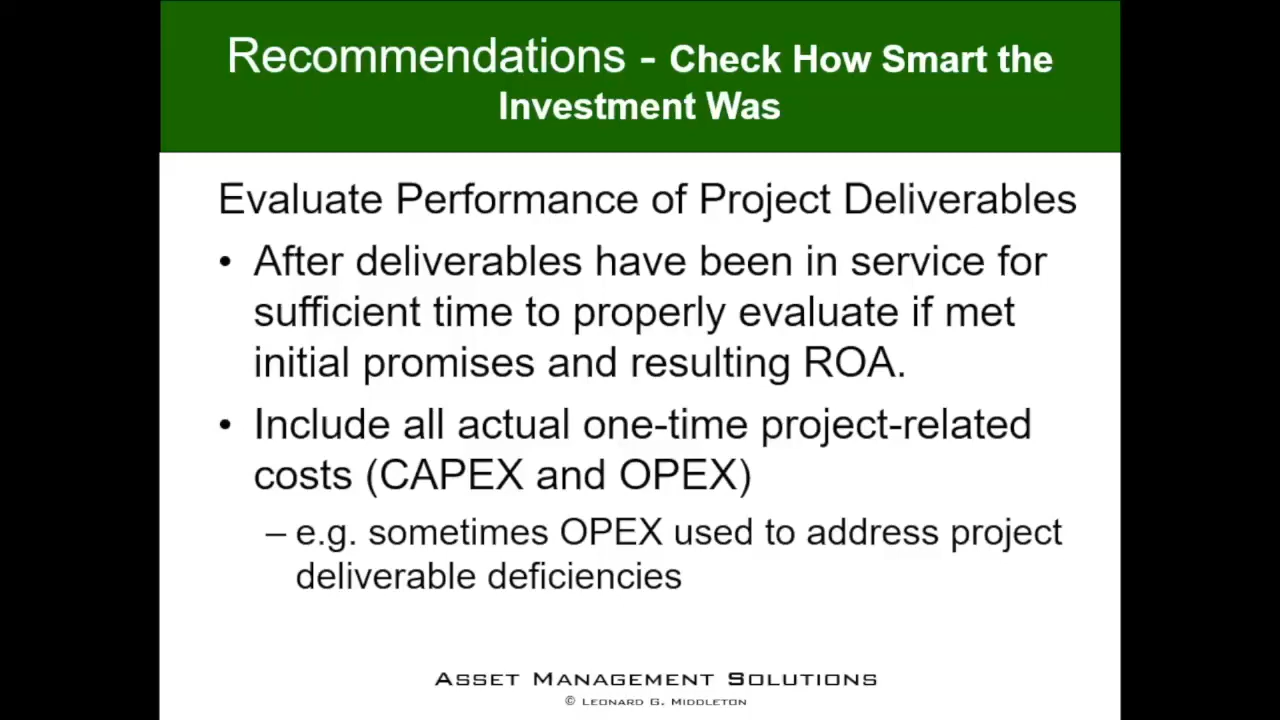 Recommendations - Check How Smart the
Investment Was
Evaluate Performance of Project Deliverables
• After deliverables have been in service for
sufficient time to properly evaluate if met
initial promises and resulting ROA.
• Include all actual one-time project-related
costs (CAPEX and OPEX)
– e.g. sometimes OPEX used to address project
deliverable deficiencies
Asset Management Solutions
© Leonard G. Middleton